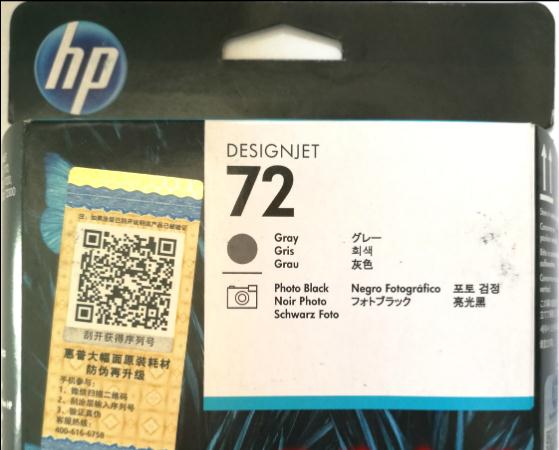 hp
DESIGNJET
72
Gray グレー
Gris 회색
Grau 灰色
Photo Black Negro Fotográfico 포토 검정
Noir Photo フォトブラック 亮光黑
Schwarz Foto
刮开获得序列号
惠普大幅面原装耗材
防伪再升级
手机参与:
1、微信扫描二维码
2、刮涂层输入序列号
3、验证真伪
客服热线:
400-616-6758